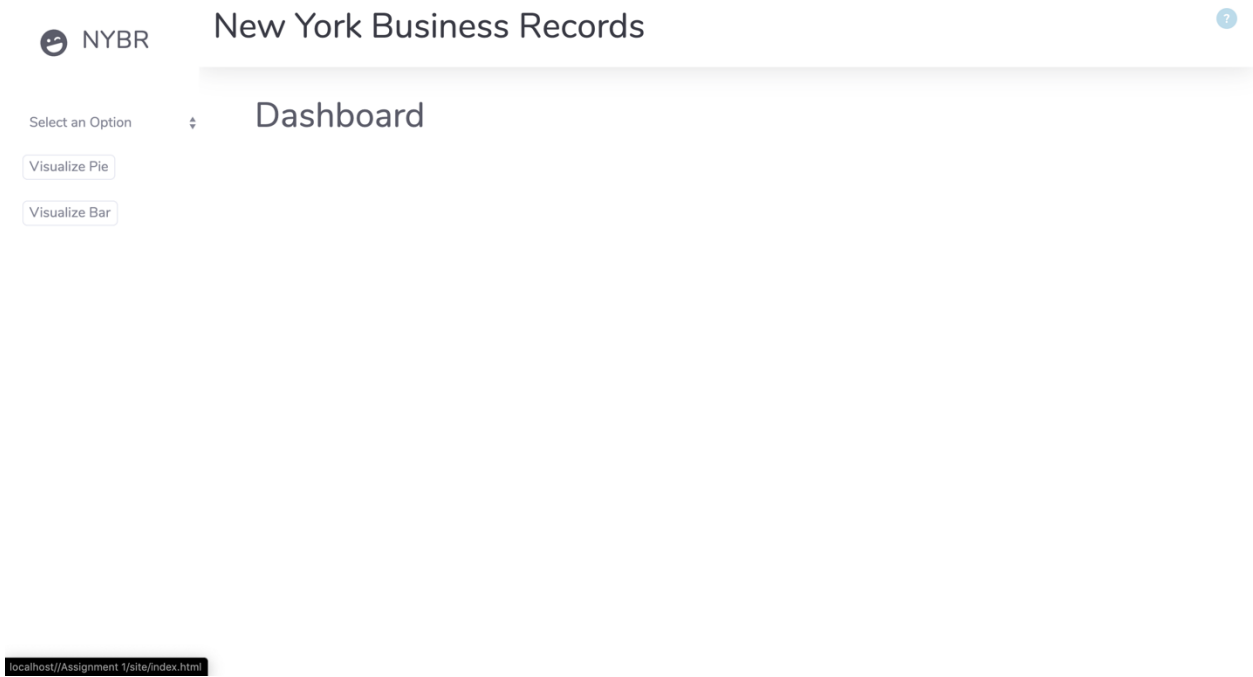 NYBR
New York Business Records
?
Select an Option
Dashboard
Visualize Pie
Visualize Bar
localhost//Assignment 1/site/index.html